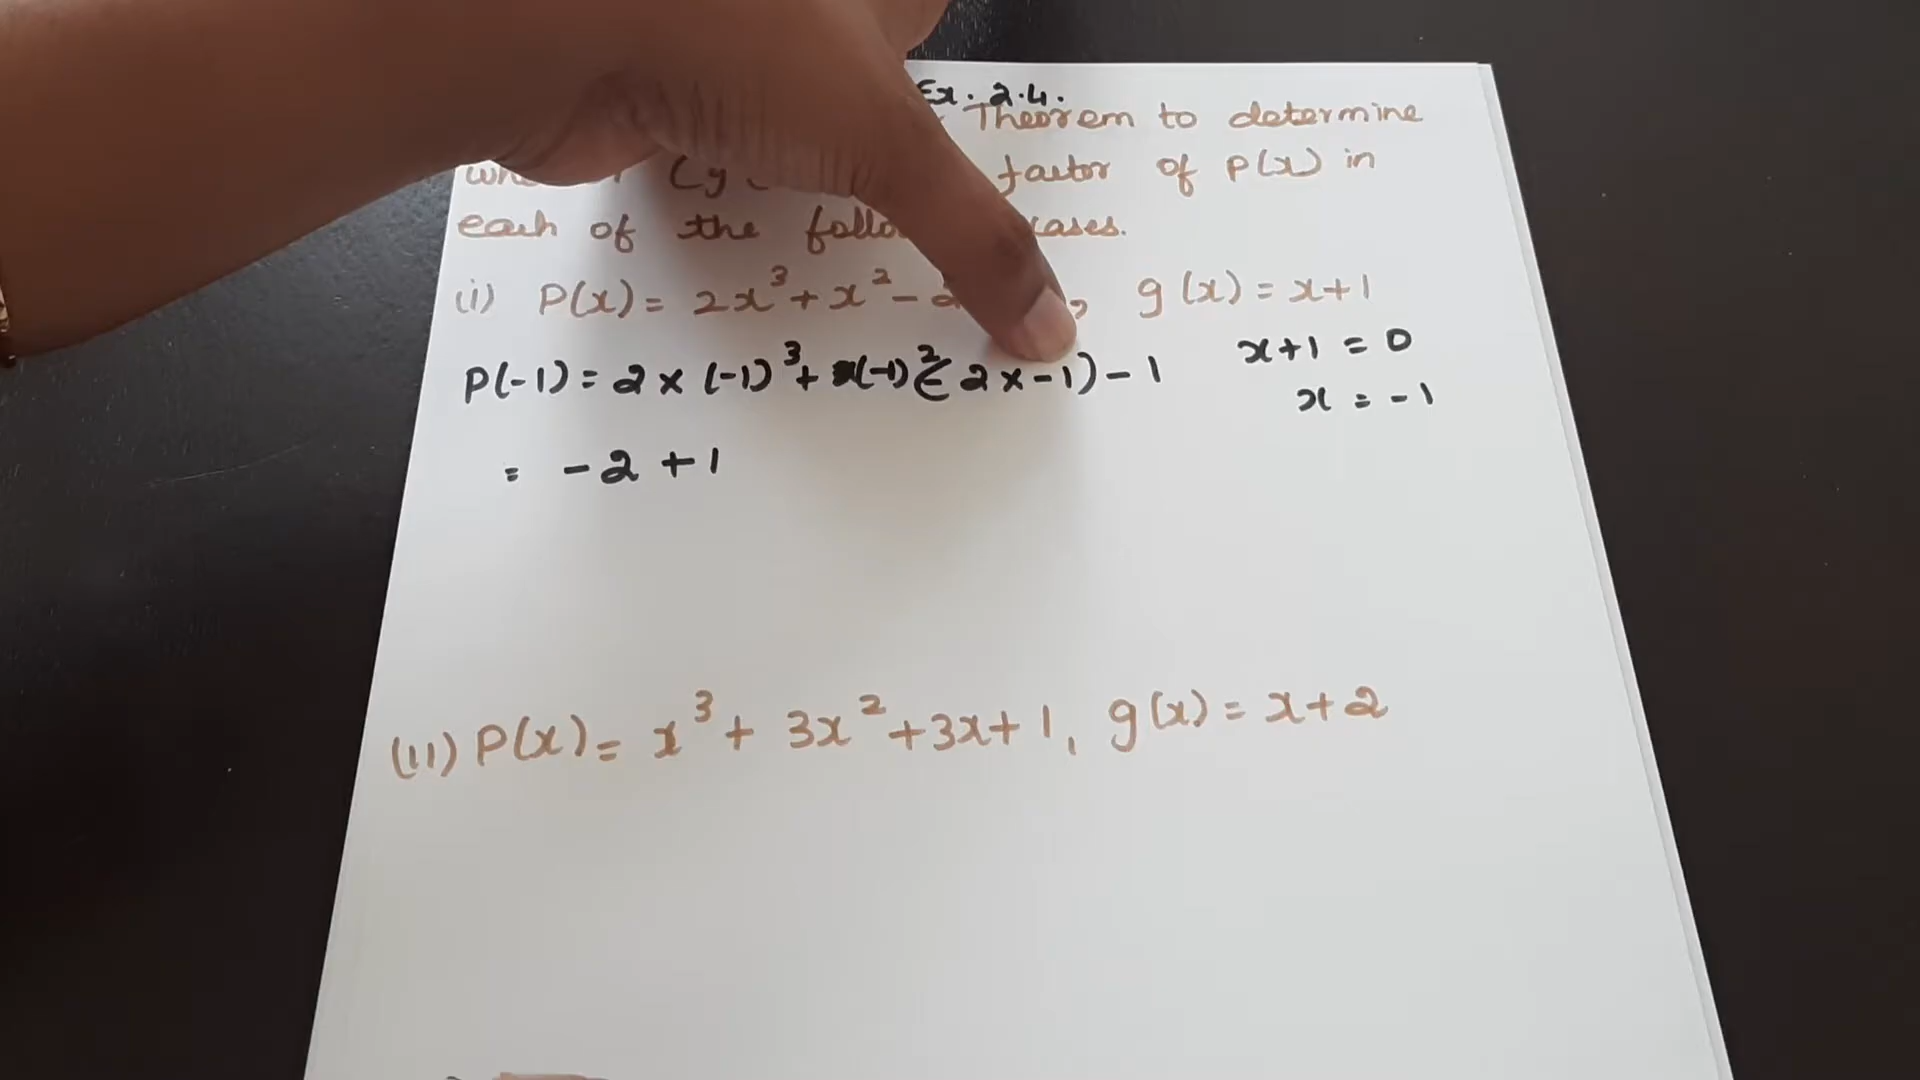 Ex. 2.4.
Theorem to determine
factor of P(x) in
each of the cases.
(i) P(x) = 2x³ + x² - , g(x) = x+1
P(-1) = 2 x (-1)³ + (-1)² (- 2 x -1) - 1
x+1 = 0
x = -1
= -2 +1
(ii) P(x) = x³ + 3x² + 3x + 1, g(x) = x+2